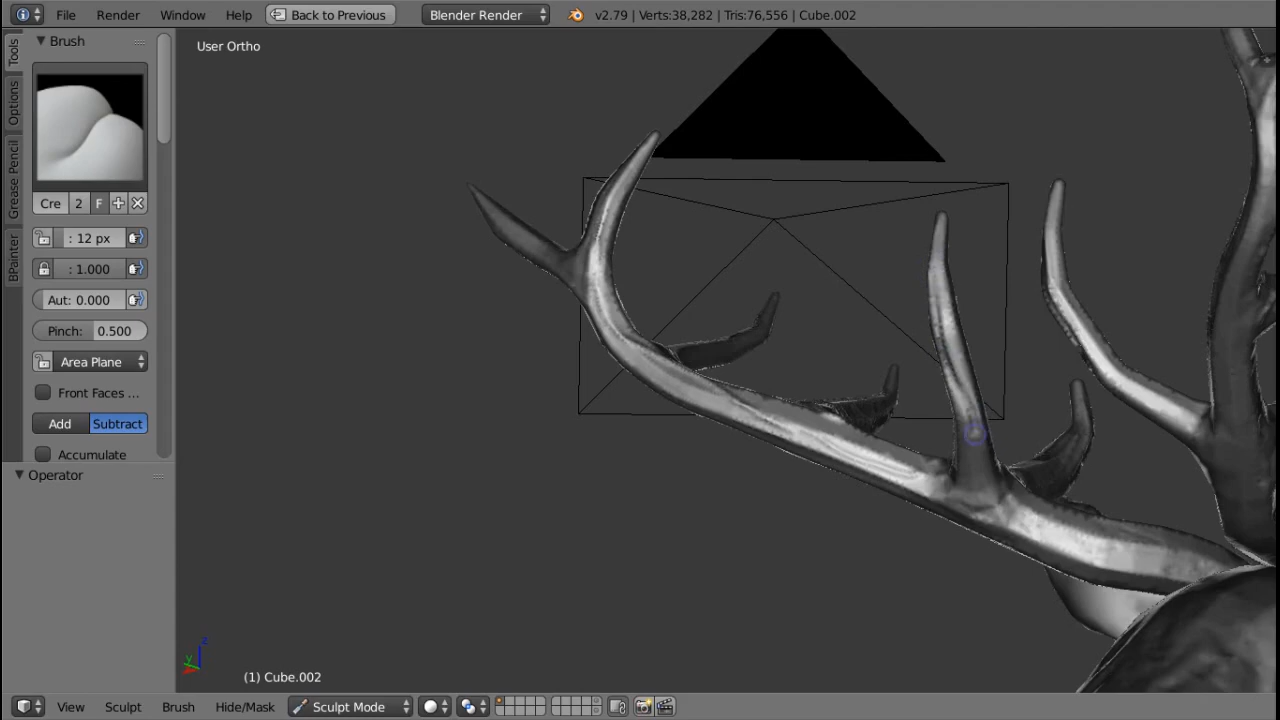 File Render Window Help Back to Previous Blender Render v2.79 | Verts:38,282 | Tris:76,556 | Cube.002
Tools
Options
Grease Pencil
BPainter
Brush
Cre 2 F
: 12 px
: 1.000
Aut: 0.000
Pinch: 0.500
Area Plane
Front Faces ...
Add Subtract
Accumulate
Operator
User Ortho
z
y
(1) Cube.002
View Sculpt Brush Hide/Mask Sculpt Mode